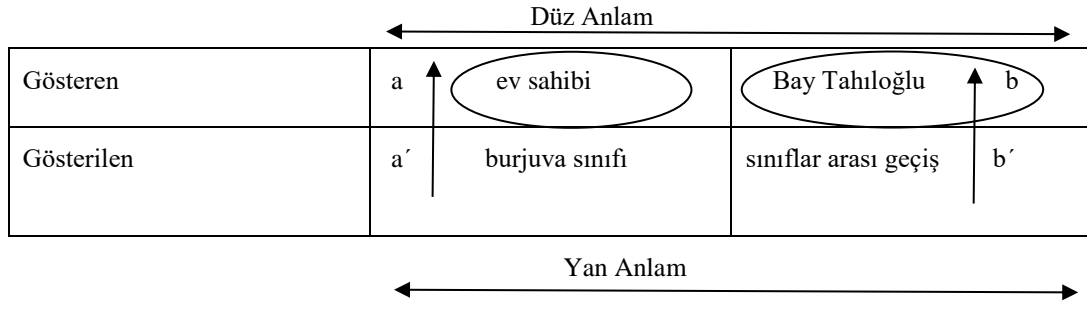 Düz Anlam
Gösteren a ev sahibi Bay Tahıloğlu b
Gösterilen a´ burjuva sınıfı sınıflar arası geçiş b´
Yan Anlam